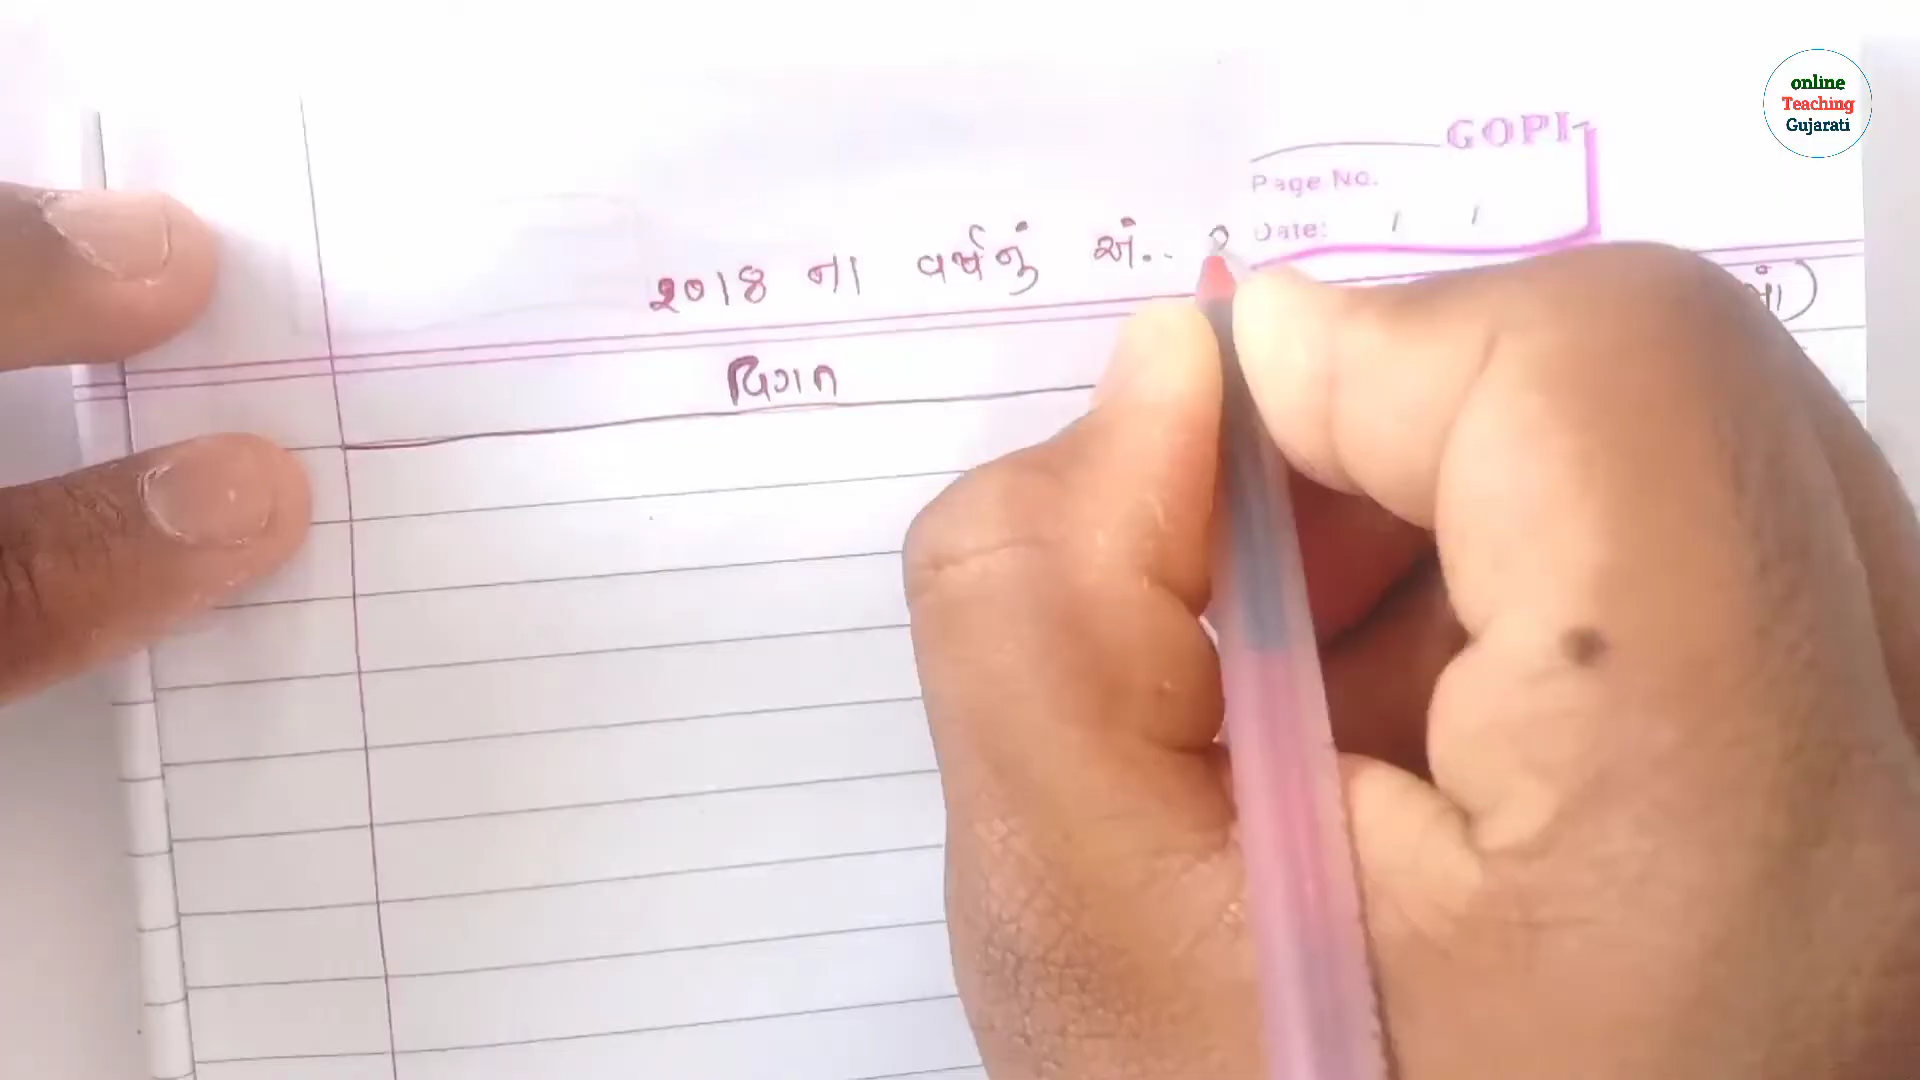 online
Teaching
Gujarati
GOPI
Page No.
Date: / /
૨૦૧૪ ના વર્ષનું અં..
માં)
વિગત